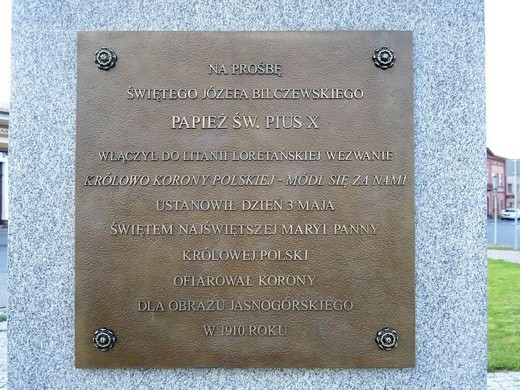 NA PROŚBĘ
ŚWIĘTEGO JÓZEFA BILCZEWSKIEGO
PAPIEŻ ŚW. PIUS X
WŁĄCZYŁ DO LITANII LORETAŃSKIEJ WEZWANIE
KRÓLOWO KORONY POLSKIEJ - MÓDL SIĘ ZA NAMI
USTANOWIŁ DZIEŃ 3 MAJA
ŚWIĘTEM NAJŚWIĘTSZEJ MARYI PANNY
KRÓLOWEJ POLSKI
OFIAROWAŁ KORONY
DLA OBRAZU JASNOGÓRSKIEGO
W 1910 ROKU